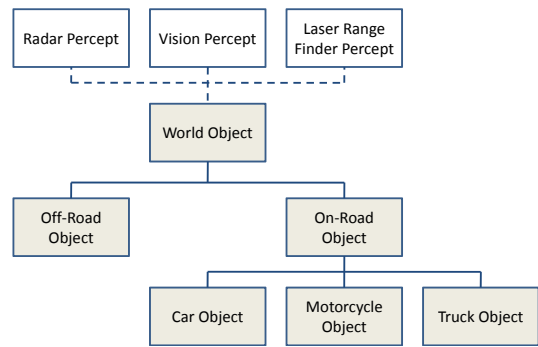 Radar Percept
Vision Percept
Laser Range
Finder Percept
World Object
Off-Road
Object
On-Road
Object
Car Object
Motorcycle
Object
Truck Object